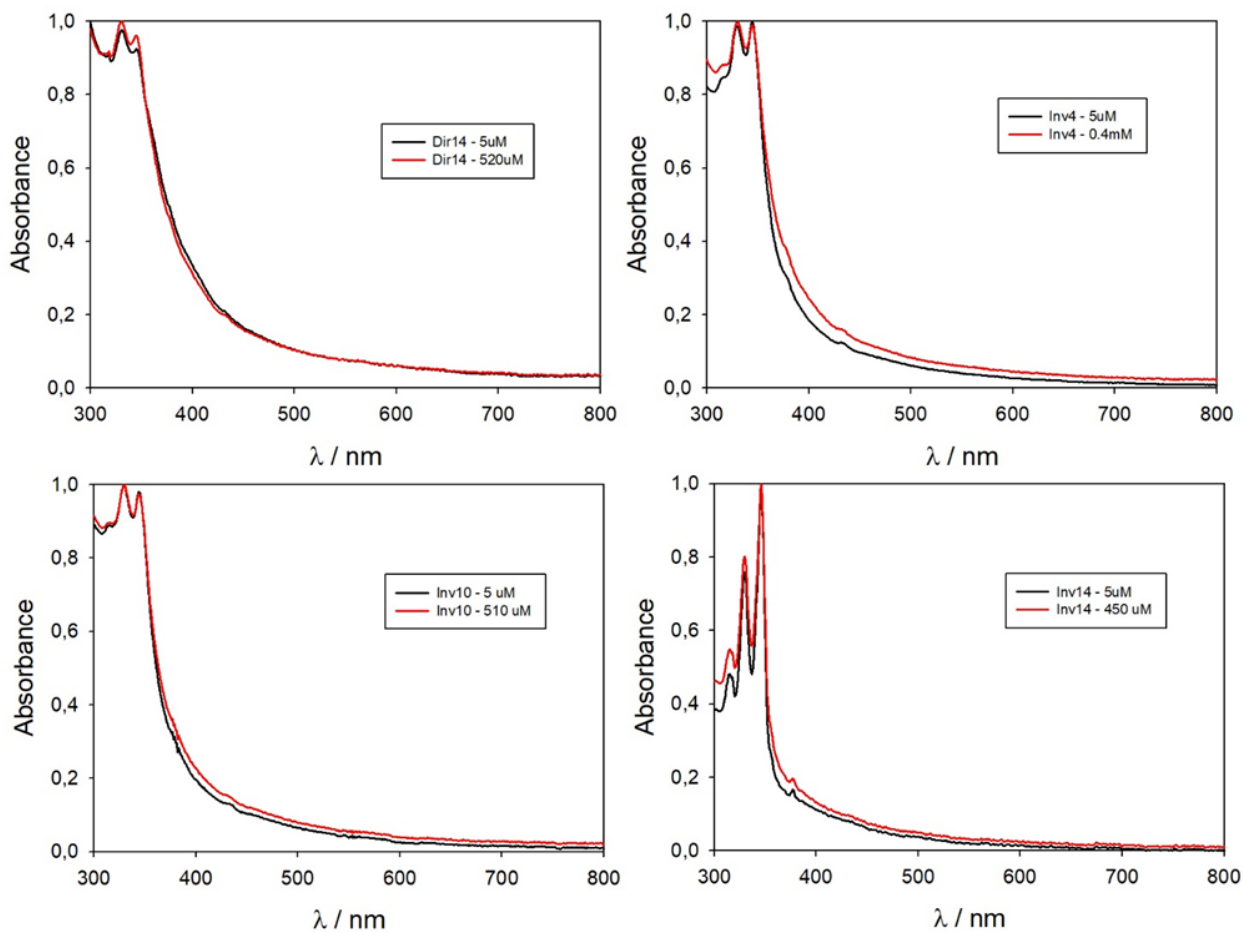 1,0
0,8
0,6
0,4
0,2
0,0
Absorbance
Dir14 - 5uM
Dir14 - 520uM
300 400 500 600 700 800
λ / nm
1,0
0,8
0,6
0,4
0,2
0,0
Absorbance
Inv4 - 5uM
Inv4 - 0.4mM
300 400 500 600 700 800
λ / nm
1,0
0,8
0,6
0,4
0,2
0,0
Absorbance
Inv10 - 5 uM
Inv10 - 510 uM
300 400 500 600 700 800
λ / nm
1,0
0,8
0,6
0,4
0,2
0,0
Absorbance
Inv14 - 5uM
Inv14 - 450 uM
300 400 500 600 700 800
λ / nm